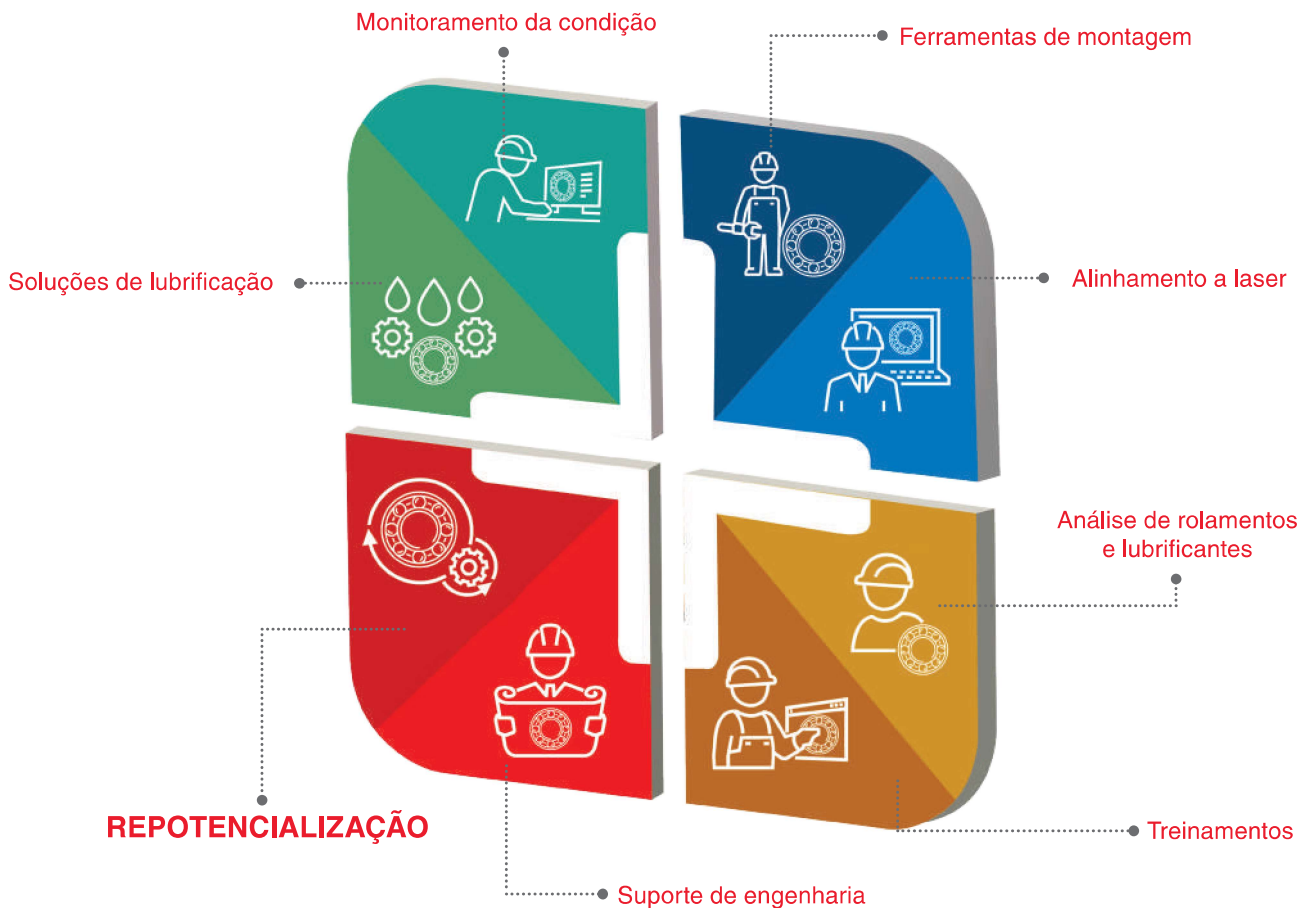 Monitoramento da condição
Ferramentas de montagem
Soluções de lubrificação
Alinhamento a laser
Análise de rolamentos
e lubrificantes
REPOTENCIALIZAÇÃO
Treinamentos
Suporte de engenharia